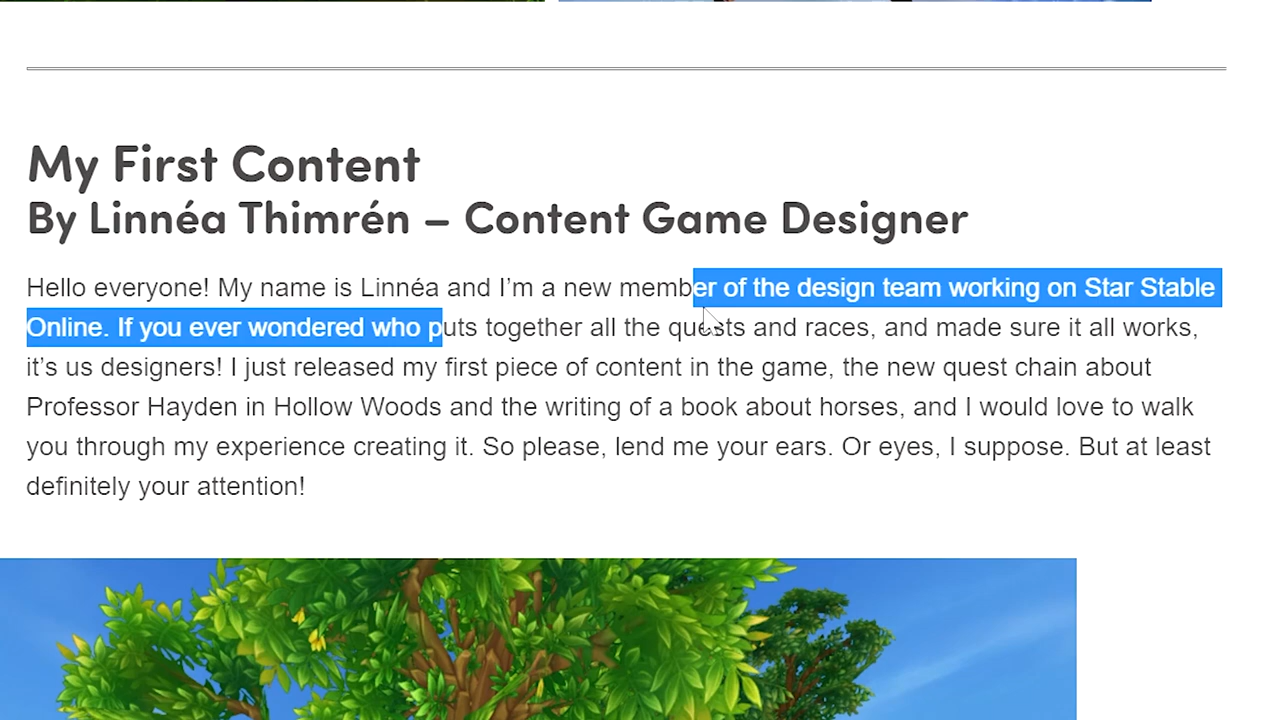 My First Content
By Linnéa Thimrén – Content Game Designer
Hello everyone! My name is Linnéa and I’m a new member of the design team working on Star Stable
Online. If you ever wondered who puts together all the quests and races, and made sure it all works,
it’s us designers! I just released my first piece of content in the game, the new quest chain about
Professor Hayden in Hollow Woods and the writing of a book about horses, and I would love to walk
you through my experience creating it. So please, lend me your ears. Or eyes, I suppose. But at least
definitely your attention!